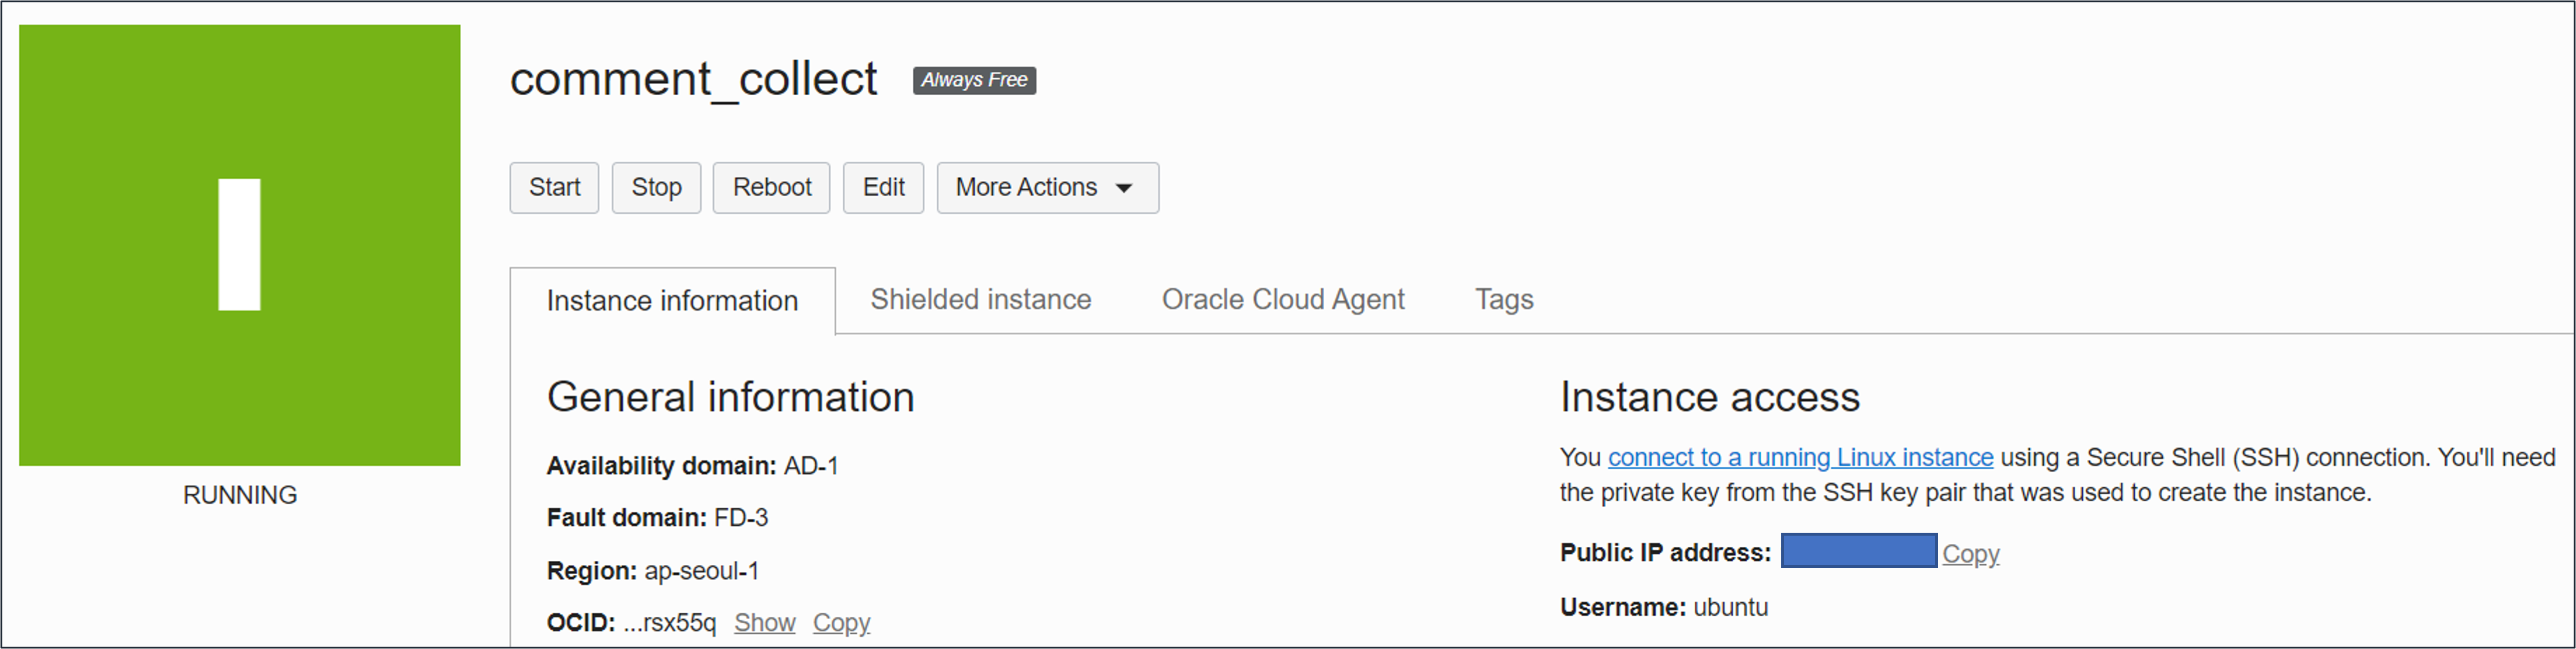 comment_collect Always Free
Start Stop Reboot Edit More Actions
Instance information Shielded instance Oracle Cloud Agent Tags
RUNNING
General information
Availability domain: AD-1
Fault domain: FD-3
Region: ap-seoul-1
OCID: ...rsx55q Show Copy
Instance access
You connect to a running Linux instance using a Secure Shell (SSH) connection. You'll need
the private key from the SSH key pair that was used to create the instance.
Public IP address: Copy
Username: ubuntu